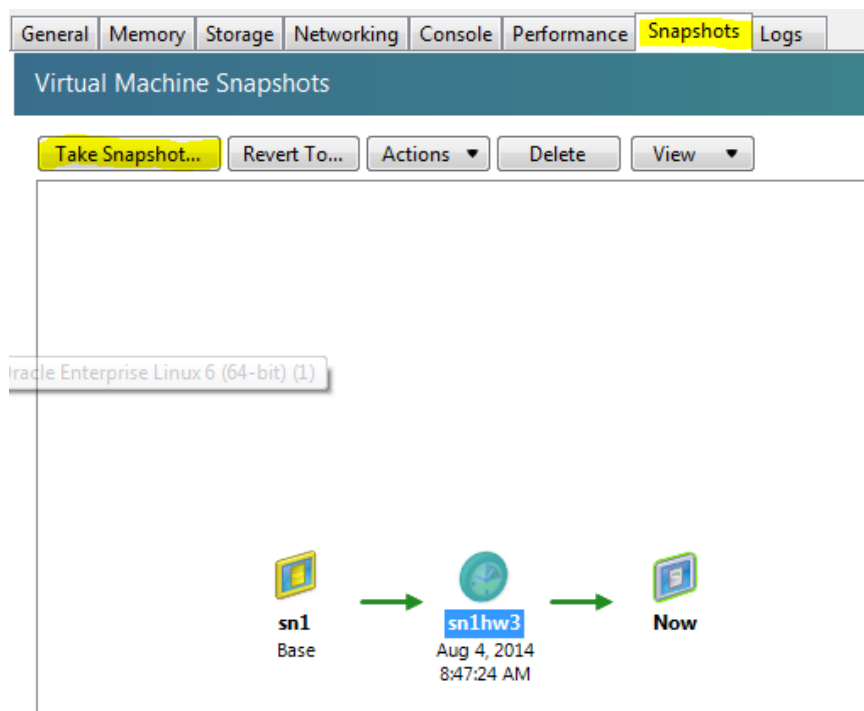 General Memory Storage Networking Console Performance Snapshots Logs
Virtual Machine Snapshots
Take Snapshot... Revert To... Actions Delete View
Enterprise Linux 6 (64-bit) (1)
sn1 sn1hw3 Now
Base Aug 4, 2014
8:47:24 AM